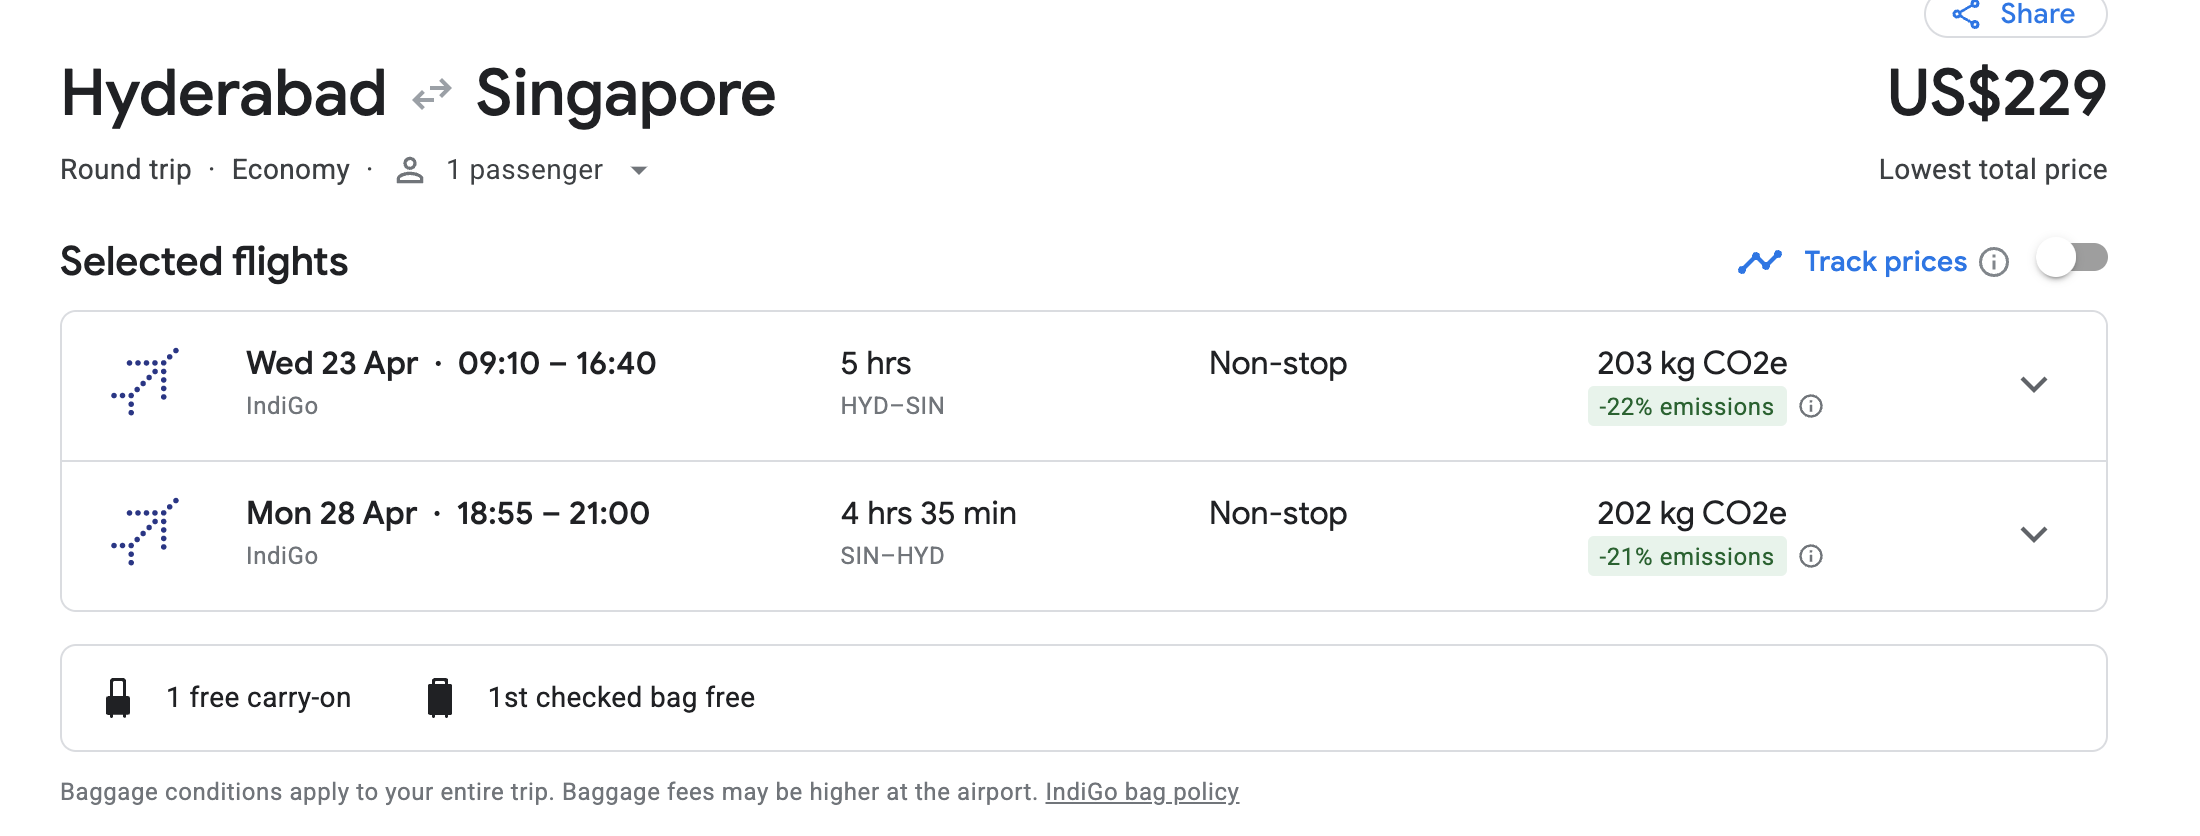 Share
Hyderabad Singapore US$229
Round trip · Economy · 1 passenger Lowest total price
Selected flights Track prices
Wed 23 Apr · 09:10 – 16:40 5 hrs Non-stop 203 kg CO2e
IndiGo HYD–SIN -22% emissions
Mon 28 Apr · 18:55 – 21:00 4 hrs 35 min Non-stop 202 kg CO2e
IndiGo SIN–HYD -21% emissions
1 free carry-on 1st checked bag free
Baggage conditions apply to your entire trip. Baggage fees may be higher at the airport. IndiGo bag policy